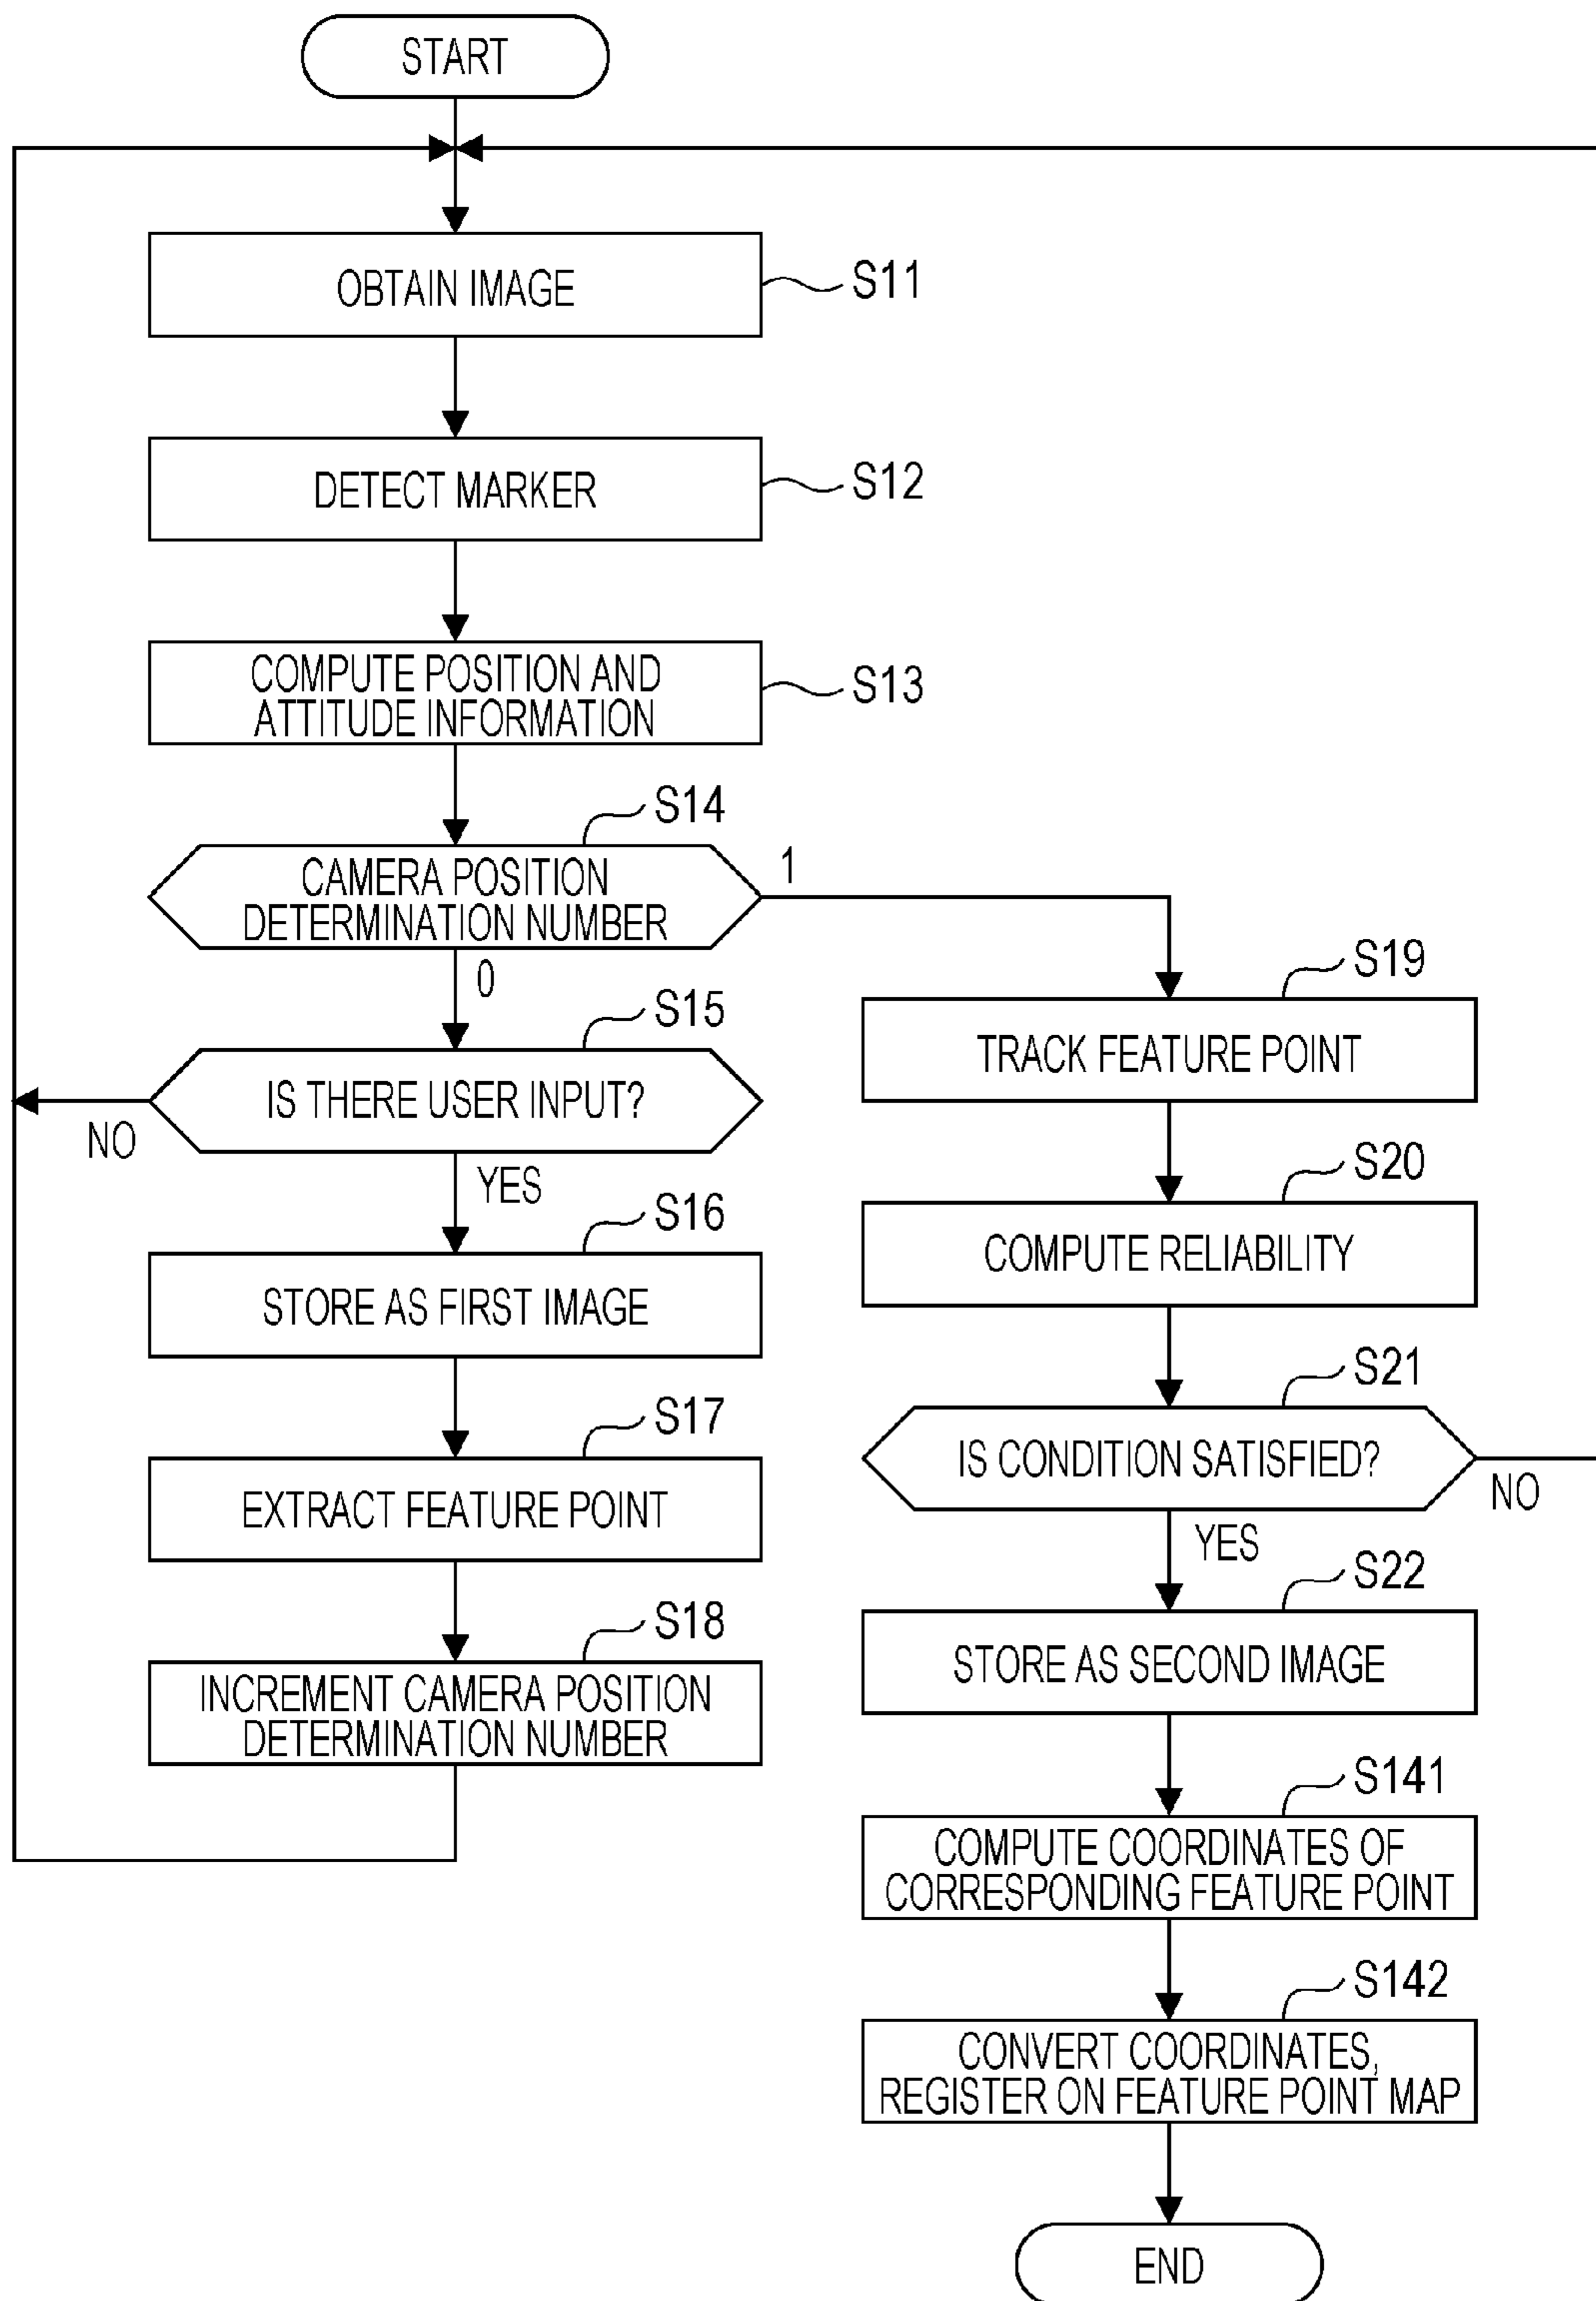 START
OBTAIN IMAGE
S11
DETECT MARKER
S12
COMPUTE POSITION AND
ATTITUDE INFORMATION
S13
S14
CAMERA POSITION
DETERMINATION NUMBER
1
0
S15
IS THERE USER INPUT?
NO
YES
S16
STORE AS FIRST IMAGE
S17
EXTRACT FEATURE POINT
S18
INCREMENT CAMERA POSITION
DETERMINATION NUMBER
S19
TRACK FEATURE POINT
S20
COMPUTE RELIABILITY
S21
IS CONDITION SATISFIED?
NO
YES
S22
STORE AS SECOND IMAGE
S141
COMPUTE COORDINATES OF
CORRESPONDING FEATURE POINT
S142
CONVERT COORDINATES,
REGISTER ON FEATURE POINT MAP
END